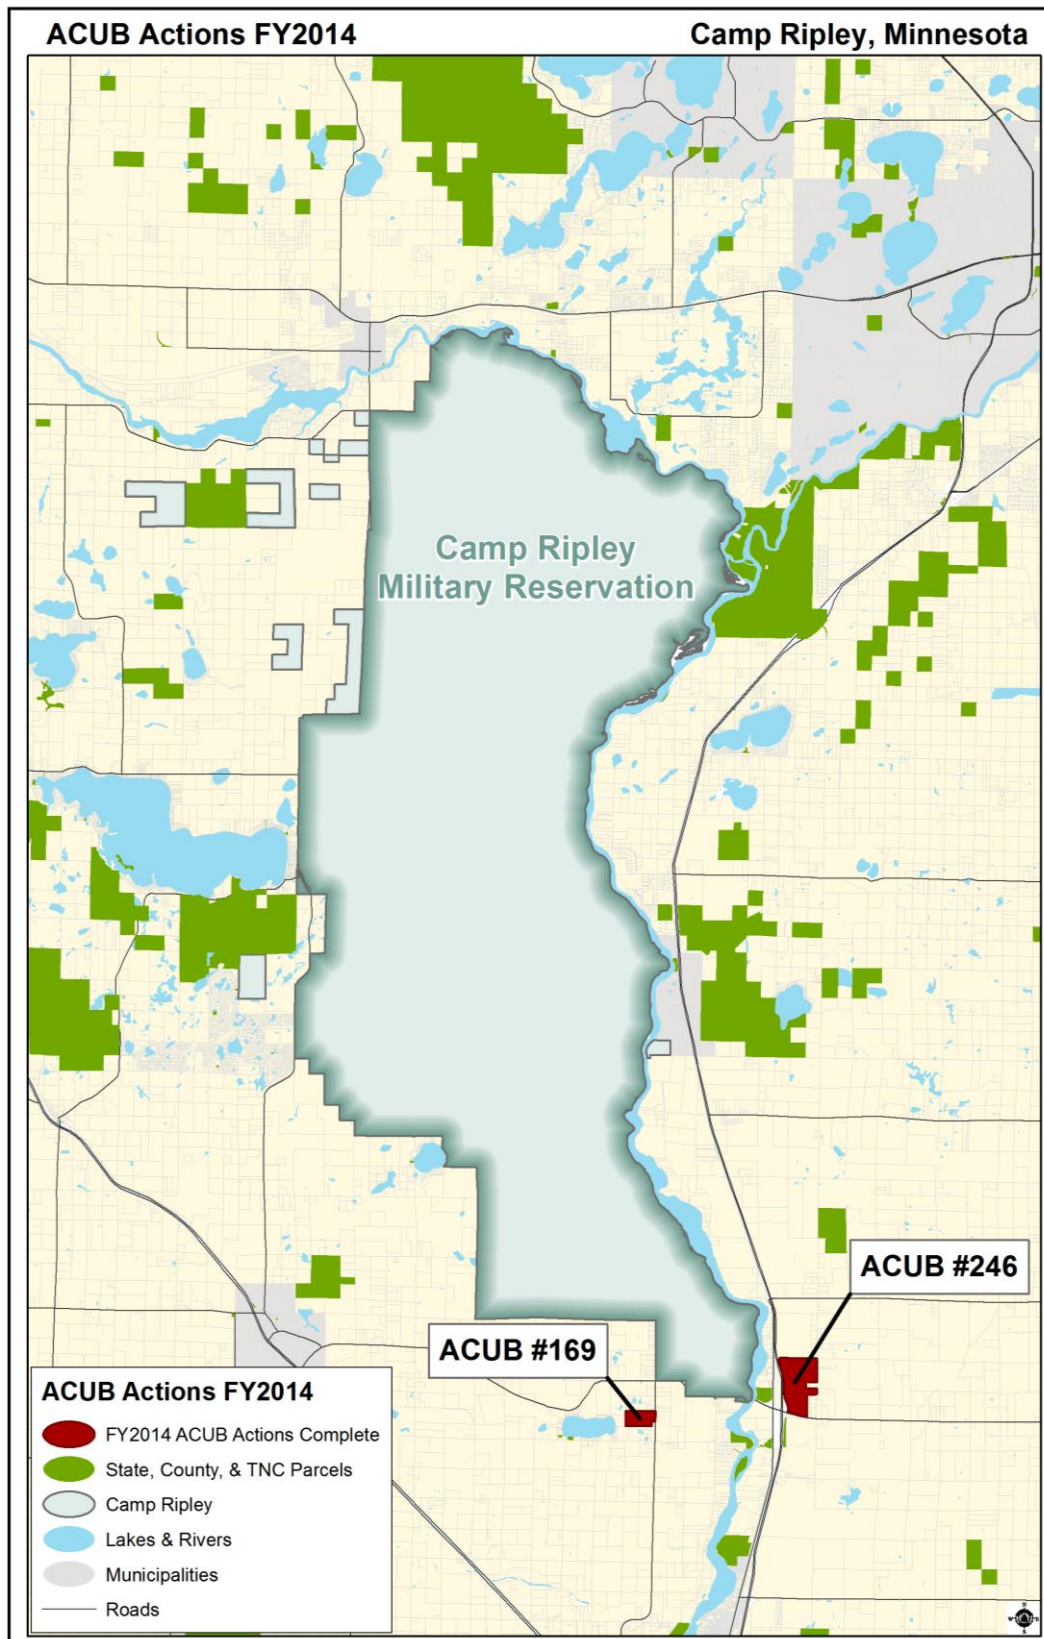 ACUB Actions FY2014
Camp Ripley, Minnesota
Camp Ripley
Military Reservation
ACUB #246
ACUB #169
ACUB Actions FY2014
FY2014 ACUB Actions Complete
State, County, & TNC Parcels
Camp Ripley
Lakes & Rivers
Municipalities
Roads